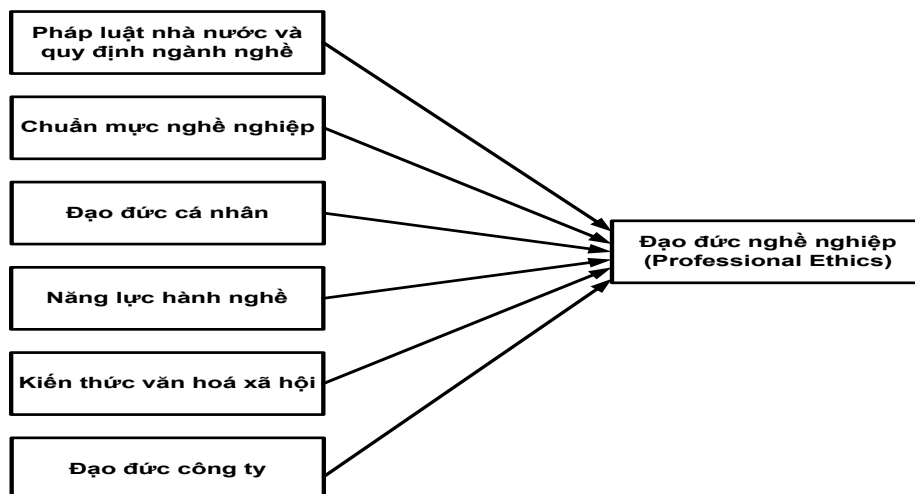 Pháp luật nhà nước và
quy định ngành nghề
Chuẩn mực nghề nghiệp
Đạo đức cá nhân
Năng lực hành nghề
Kiến thức văn hoá xã hội
Đạo đức công ty
Đạo đức nghề nghiệp
(Professional Ethics)